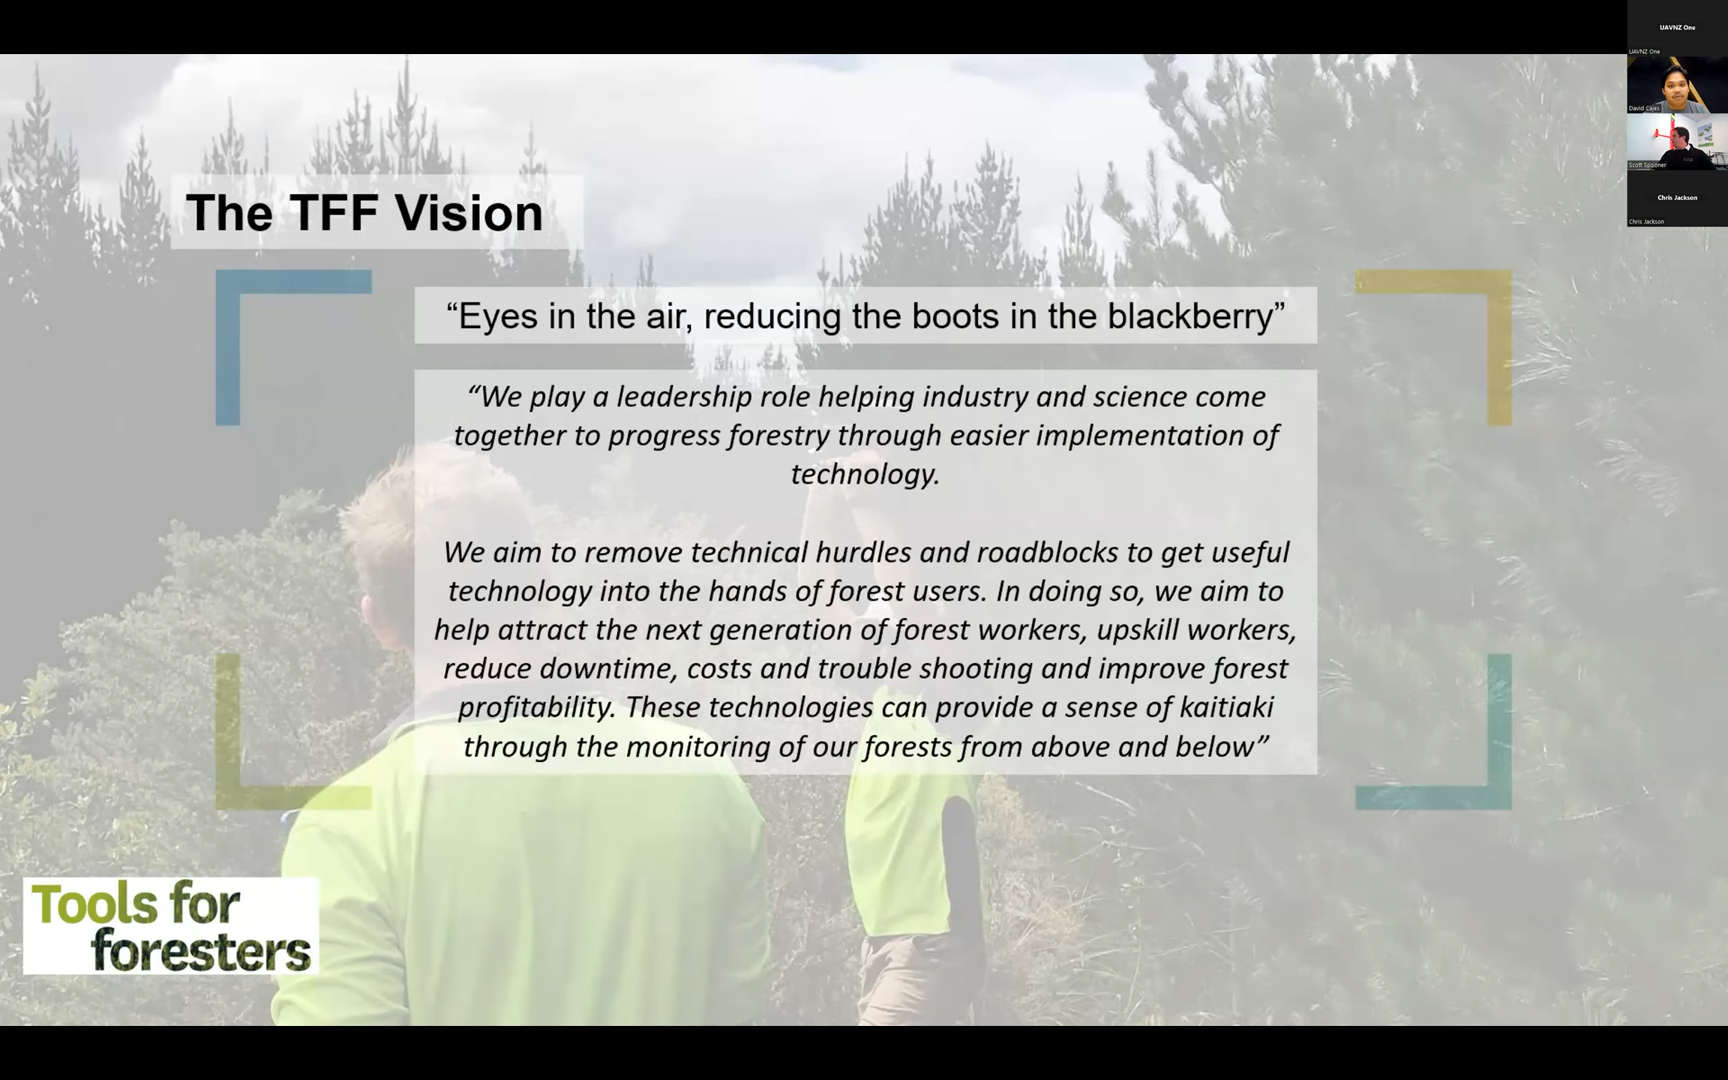 UAVNZ One
UAVNZ One
David Cajes
Scott Spooner
Chris Jackson
Chris Jackson
The TFF Vision
“Eyes in the air, reducing the boots in the blackberry”
“We play a leadership role helping industry and science come
together to progress forestry through easier implementation of
technology.
We aim to remove technical hurdles and roadblocks to get useful
technology into the hands of forest users. In doing so, we aim to
help attract the next generation of forest workers, upskill workers,
reduce downtime, costs and trouble shooting and improve forest
profitability. These technologies can provide a sense of kaitiaki
through the monitoring of our forests from above and below”
Tools for
foresters